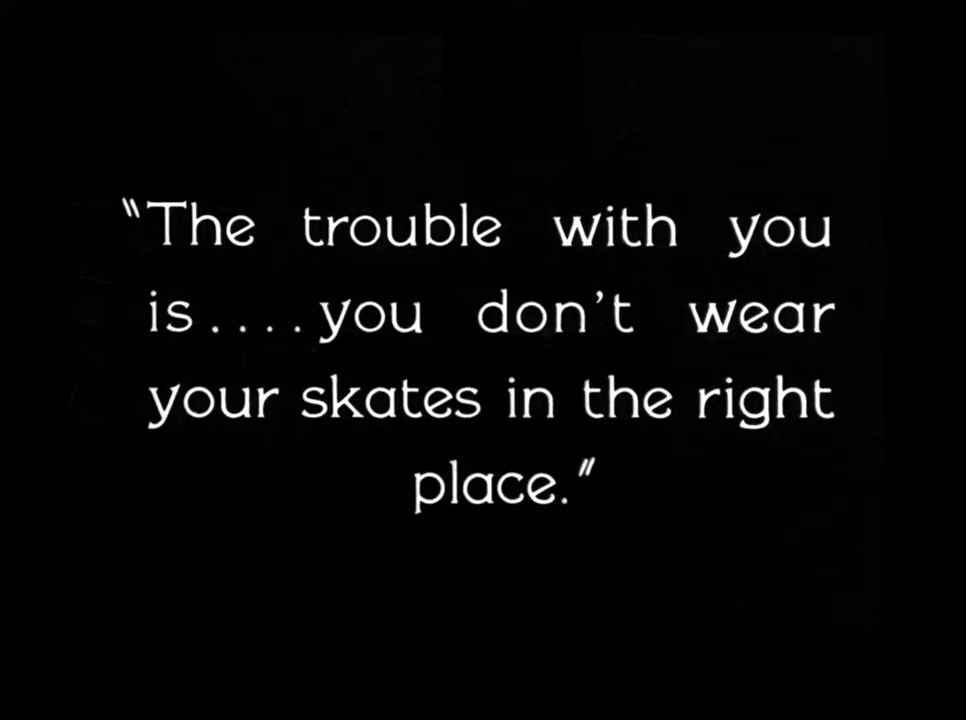 "The trouble with you
is....you don't wear
your skates in the right
place."